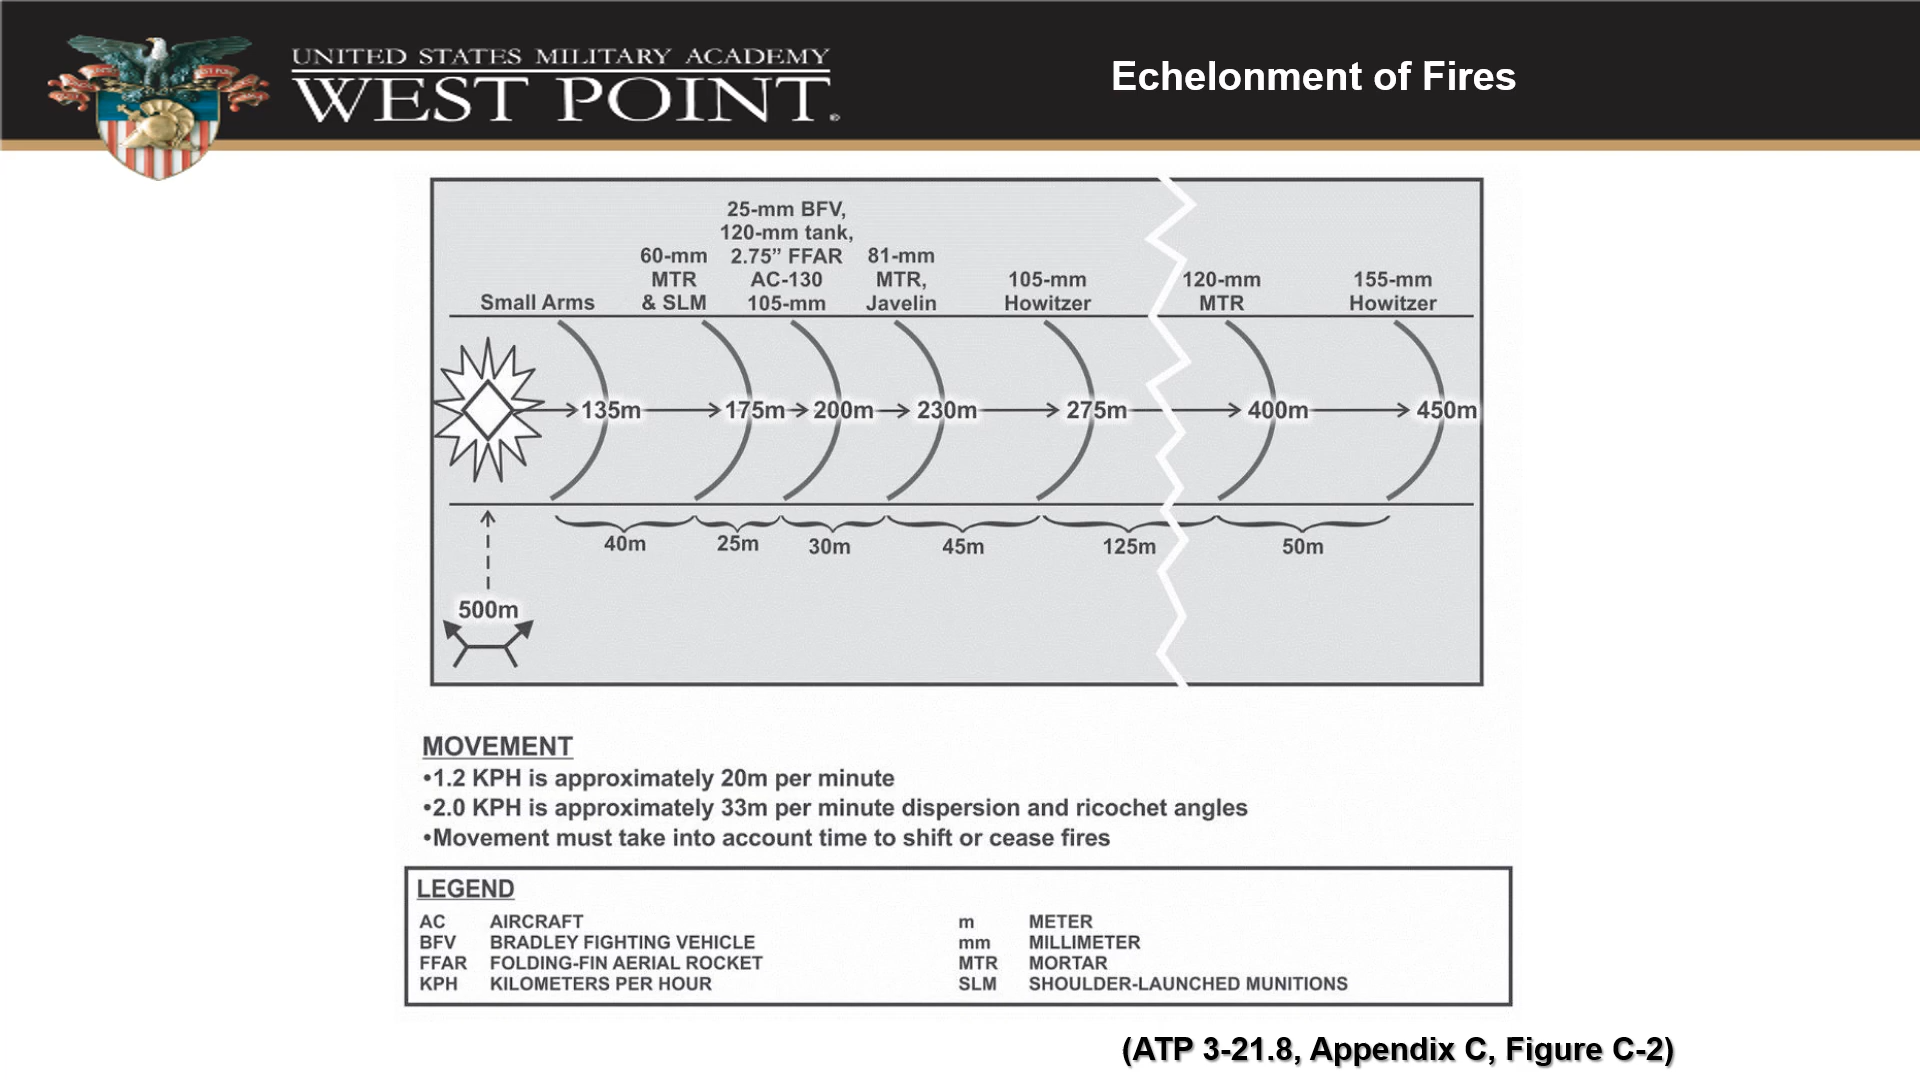 UNITED STATES MILITARY ACADEMY
WEST POINT®
Echelonment of Fires
Small Arms
60-mm
MTR
& SLM
25-mm BFV,
120-mm tank,
2.75” FFAR
AC-130
105-mm
81-mm
MTR,
Javelin
105-mm
Howitzer
120-mm
MTR
155-mm
Howitzer
135m 175m 200m 230m 275m 400m 450m
40m 25m 30m 45m 125m 50m
500m
MOVEMENT
•1.2 KPH is approximately 20m per minute
•2.0 KPH is approximately 33m per minute dispersion and ricochet angles
•Movement must take into account time to shift or cease fires
LEGEND
AC AIRCRAFT
BFV BRADLEY FIGHTING VEHICLE
FFAR FOLDING-FIN AERIAL ROCKET
KPH KILOMETERS PER HOUR
m METER
mm MILLIMETER
MTR MORTAR
SLM SHOULDER-LAUNCHED MUNITIONS
(ATP 3-21.8, Appendix C, Figure C-2)